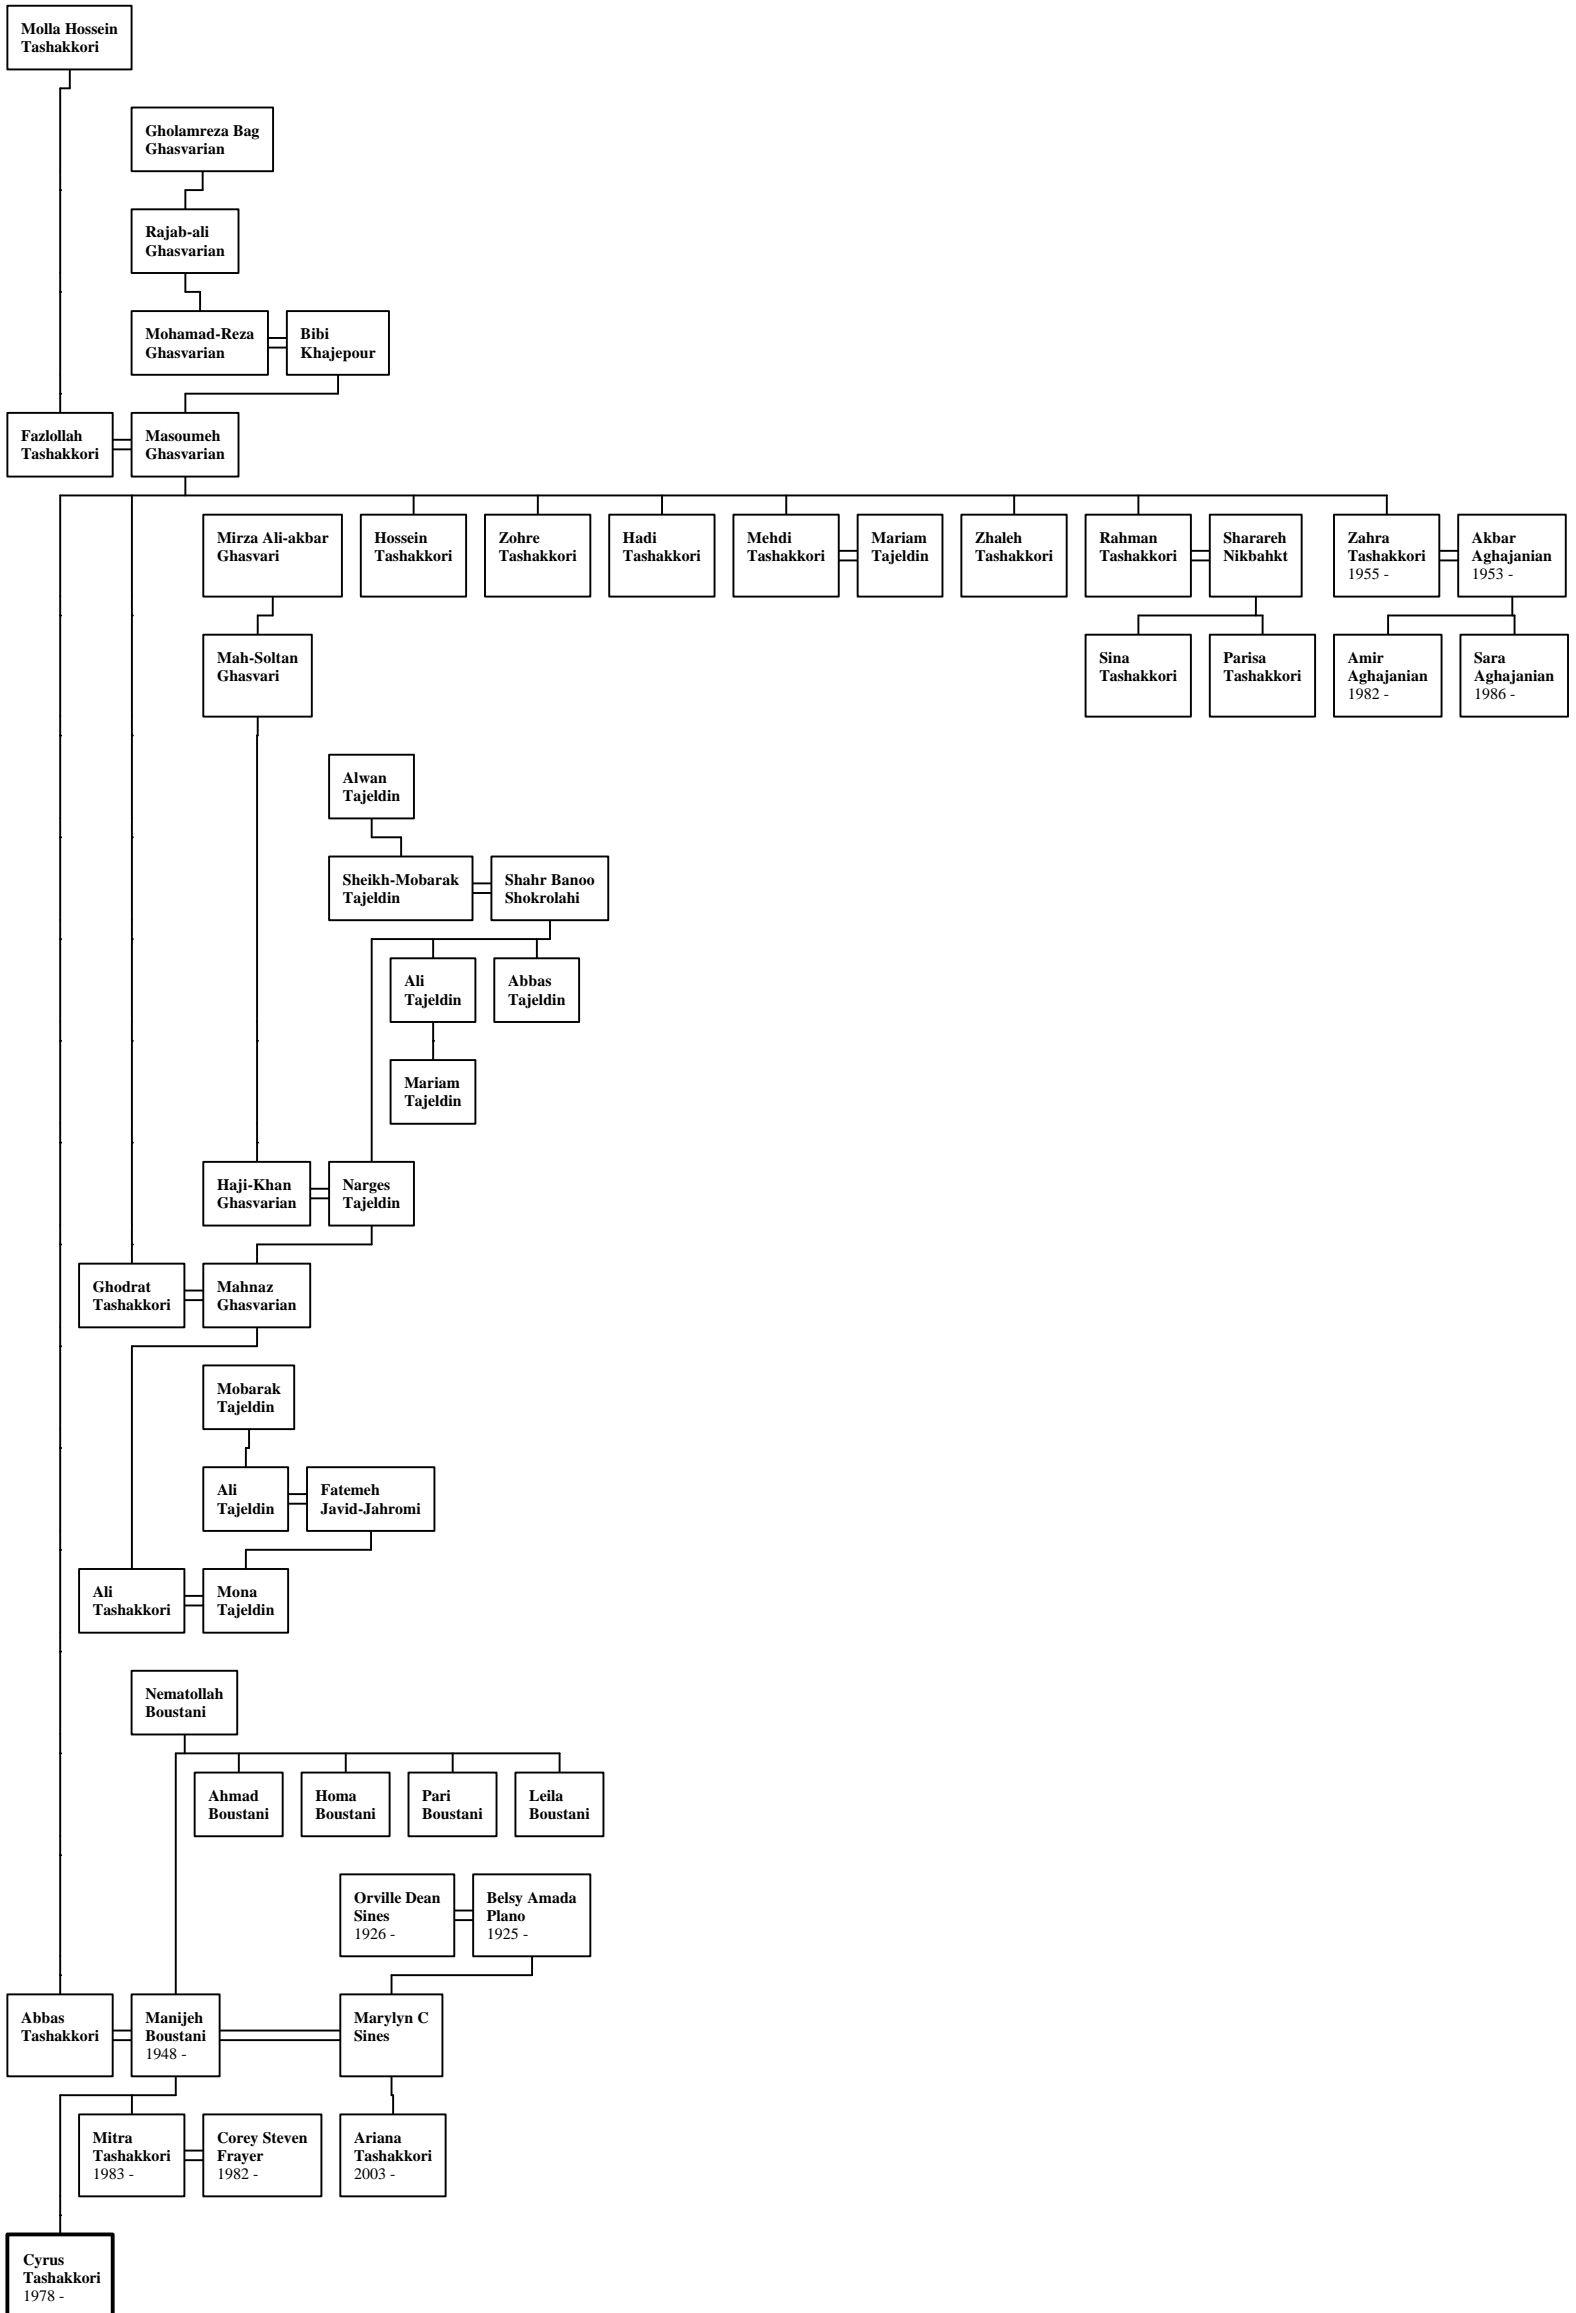 Molla Hossein
Tashakkori
Gholamreza Bag
Ghasvarian
Rajab-ali
Ghasvarian
Mohamad-Reza
Ghasvarian
Bibi
Khajepour
Fazlollah
Tashakkori
Masoumeh
Ghasvarian
Mirza Ali-akbar
Ghasvari
Hossein
Tashakkori
Zohre
Tashakkori
Hadi
Tashakkori
Mehdi
Tashakkori
Mariam
Tajeldin
Zhaleh
Tashakkori
Rahman
Tashakkori
Sharareh
Nikbahkt
Zahra
Tashakkori
1955 -
Akbar
Aghajanian
1953 -
Mah-Soltan
Ghasvari
Sina
Tashakkori
Parisa
Tashakkori
Amir
Aghajanian
1982 -
Sara
Aghajanian
1986 -
Alwan
Tajeldin
Sheikh-Mobarak
Tajeldin
Shahr Banoo
Shokrolahi
Ali
Tajeldin
Abbas
Tajeldin
Mariam
Tajeldin
Haji-Khan
Ghasvarian
Narges
Tajeldin
Ghodrat
Tashakkori
Mahnaz
Ghasvarian
Mobarak
Tajeldin
Ali
Tajeldin
Fatemeh
Javid-Jahromi
Ali
Tashakkori
Mona
Tajeldin
Nematollah
Boustani
Ahmad
Boustani
Homa
Boustani
Pari
Boustani
Leila
Boustani
Orville Dean
Sines
1926 -
Belsy Amada
Plano
1925 -
Abbas
Tashakkori
Manijeh
Boustani
1948 -
Marylyn C
Sines
Mitra
Tashakkori
1983 -
Corey Steven
Frayer
1982 -
Ariana
Tashakkori
2003 -
Cyrus
Tashakkori
1978 -